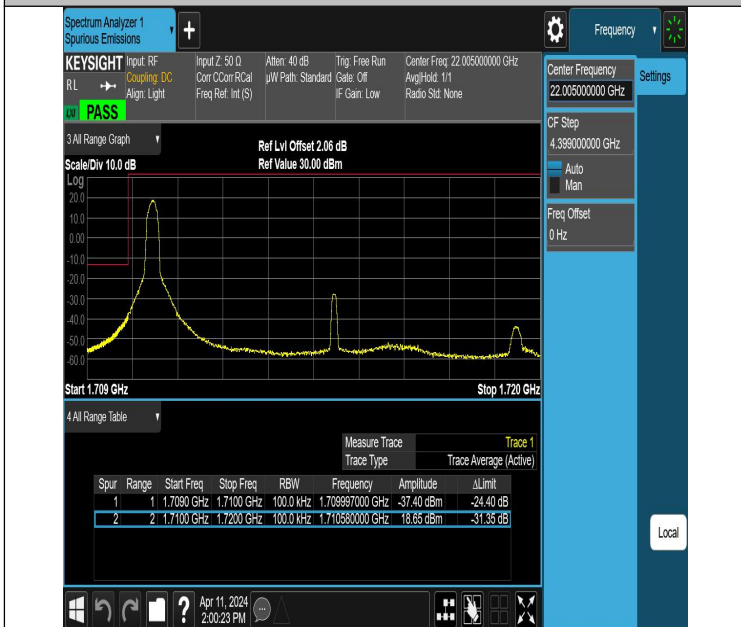 Spectrum Analyzer 1
Spurious Emissions
Frequency
KEYSIGHT Input: RF Input Z: 50 Ω Atten: 40 dB Trig: Free Run Center Freq: 22.005000000 GHz
RL Coupling: DC Corr CCorr RCal µW Path: Standard Gate: Off Avg|Hold: 1/1
Align: Light Freq Ref: Int (S) IF Gain: Low Radio Std: None
PASS
Center Frequency
22.005000000 GHz
Settings
CF Step
4.399000000 GHz
Auto
Man
Freq Offset
0 Hz
3 All Range Graph
Ref Lvl Offset 2.06 dB
Scale/Div 10.0 dB Ref Value 30.00 dBm
Log
20.0
10.0
0.00
-10.0
-20.0
-30.0
-40.0
-50.0
-60.0
Start 1.709 GHz Stop 1.720 GHz
4 All Range Table
Measure Trace Trace 1
Trace Type Trace Average (Active)
Spur Range Start Freq Stop Freq RBW Frequency Amplitude ΔLimit
1 1 1.7090 GHz 1.7100 GHz 100.0 kHz 1.709997000 GHz -37.40 dBm -24.40 dB
2 2 1.7100 GHz 1.7200 GHz 100.0 kHz 1.710580000 GHz 18.65 dBm -31.35 dB
Local
Apr 11, 2024
2:00:23 PM